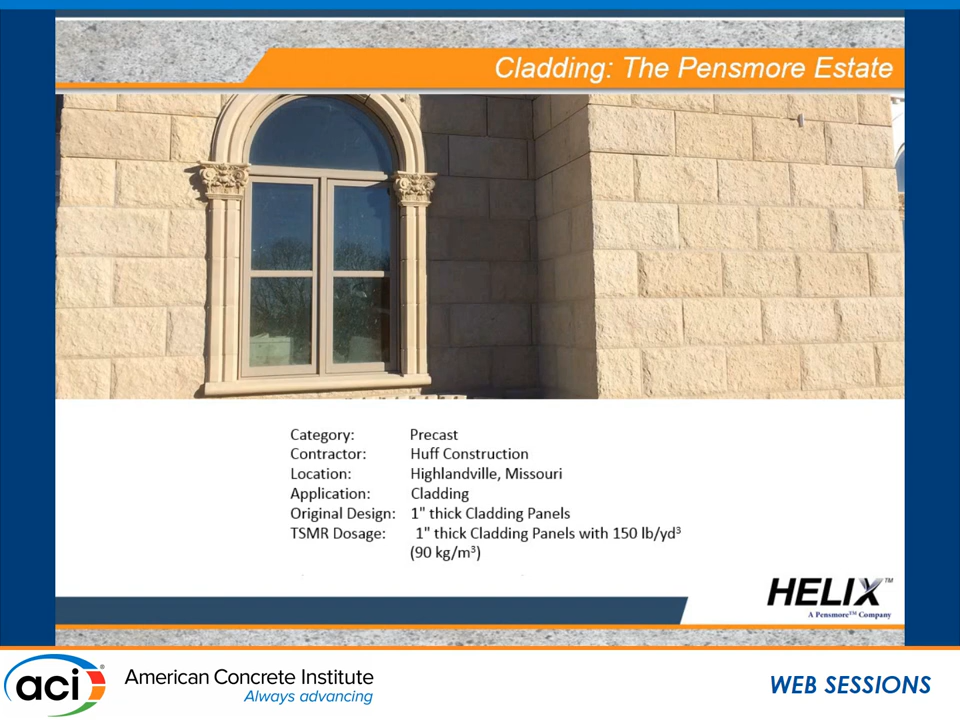 Cladding: The Pensmore Estate
Category: Precast
Contractor: Huff Construction
Location: Highlandville, Missouri
Application: Cladding
Original Design: 1" thick Cladding Panels
TSMR Dosage: 1" thick Cladding Panels with 150 lb/yd³
(90 kg/m³)
HELIX™
A Pensmore™ Company
aci®
American Concrete Institute
Always advancing
WEB SESSIONS